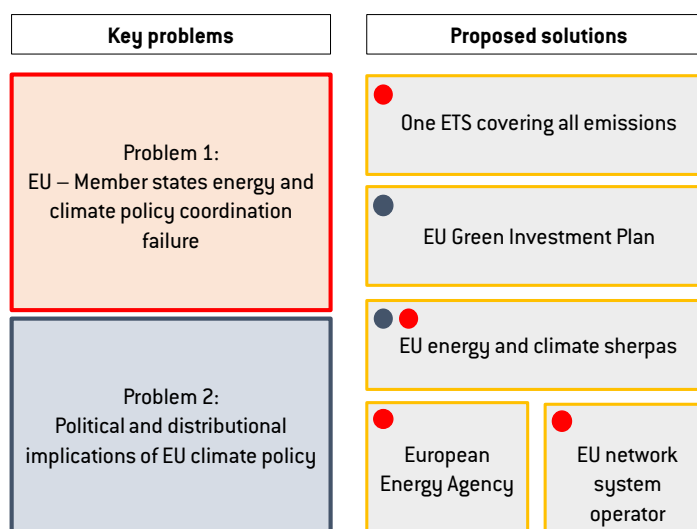 Key problems
Proposed solutions
Problem 1:
EU – Member states energy and
climate policy coordination
failure
Problem 2:
Political and distributional
implications of EU climate policy
One ETS covering all emissions
EU Green Investment Plan
EU energy and climate sherpas
European
Energy Agency
EU network
system
operator